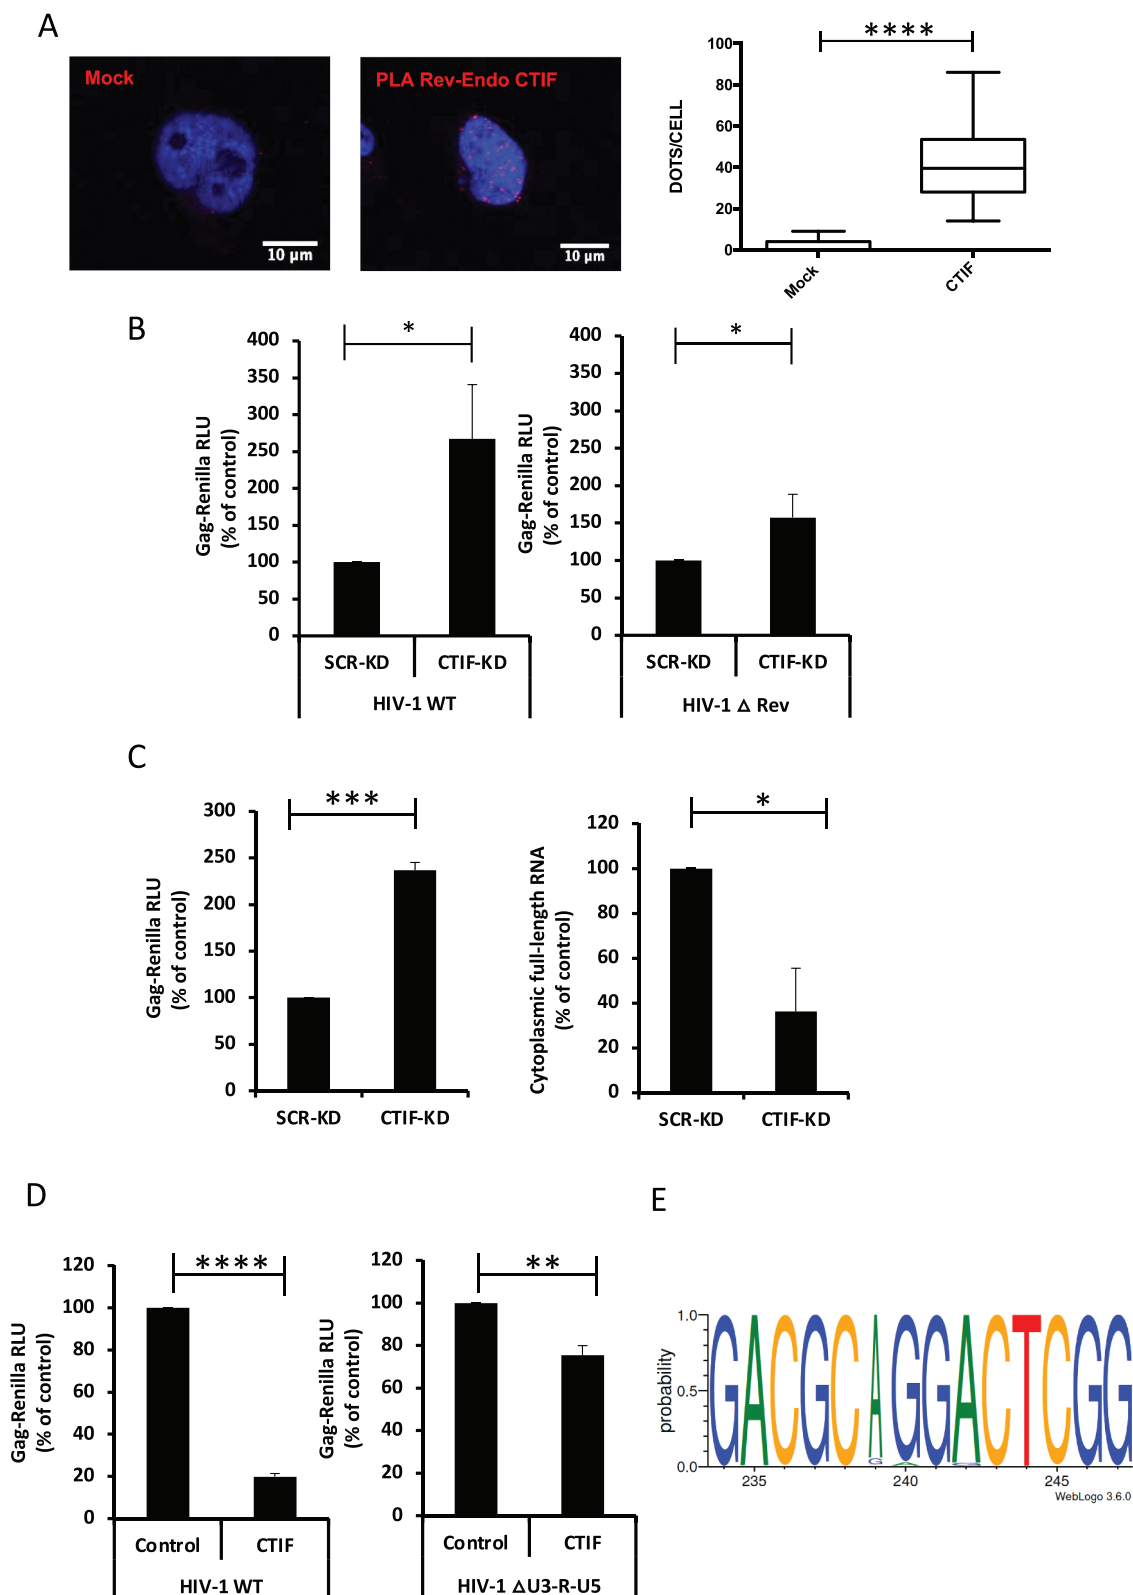 A
Mock
10 µm
PLA Rev-Endo CTIF
10 µm
****
DOTS/CELL
100
80
60
40
20
0
Mock
CTIF
B
*
Gag-Renilla RLU
(% of control)
400
350
300
250
200
150
100
50
0
SCR-KD
CTIF-KD
HIV-1 WT
*
Gag-Renilla RLU
(% of control)
400
350
300
250
200
150
100
50
0
SCR-KD
CTIF-KD
HIV-1 Δ Rev
C
***
Gag-Renilla RLU
(% of control)
300
250
200
150
100
50
0
SCR-KD
CTIF-KD
*
Cytoplasmic full-length RNA
(% of control)
120
100
80
60
40
20
0
SCR-KD
CTIF-KD
D
****
Gag-Renilla RLU
(% of control)
120
100
80
60
40
20
0
Control
CTIF
HIV-1 WT
**
Gag-Renilla RLU
(% of control)
120
100
80
60
40
20
0
Control
CTIF
HIV-1 ΔU3-R-U5
E
probability
1.0
0.5
0.0
GACGCAGGACTCGG
G
235
240
245
WebLogo 3.6.0